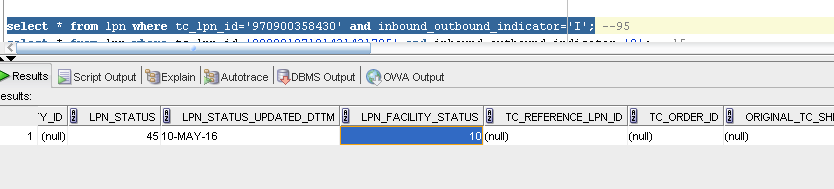 select * from lpn where tc_lpn_id='970900358430' and inbound_outbound_indicator='I'; --95
Results Script Output Explain Autotrace DBMS Output OWA Output
esults:
Y_ID LPN_STATUS LPN_STATUS_UPDATED_DTTM LPN_FACILITY_STATUS TC_REFERENCE_LPN_ID TC_ORDER_ID ORIGINAL_TC_SHI
1 (null) 45 10-MAY-16 10 (null) (null) (null)